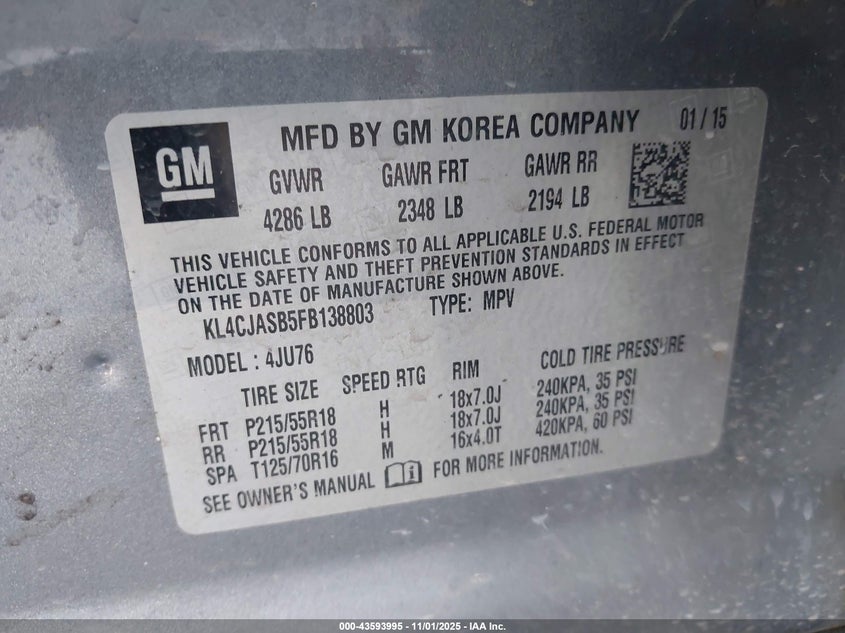 GM
MFD BY GM KOREA COMPANY 01/15
GVWR GAWR FRT GAWR RR
4286 LB 2348 LB 2194 LB
THIS VEHICLE CONFORMS TO ALL APPLICABLE U.S. FEDERAL MOTOR
VEHICLE SAFETY AND THEFT PREVENTION STANDARDS IN EFFECT
ON THE DATE OF MANUFACTURE SHOWN ABOVE.
KL4CJASB5FB138803 TYPE: MPV
MODEL : 4JU76
TIRE SIZE SPEED RTG RIM COLD TIRE PRESSURE
FRT P215/55R18 H 18x7.0J 240KPA, 35 PSI
RR P215/55R18 H 18x7.0J 240KPA, 35 PSI
SPA T125/70R16 M 16x4.0T 420KPA, 60 PSI
SEE OWNER'S MANUAL FOR MORE INFORMATION.
000-43593995 - 11/01/2025 - IAA Inc.